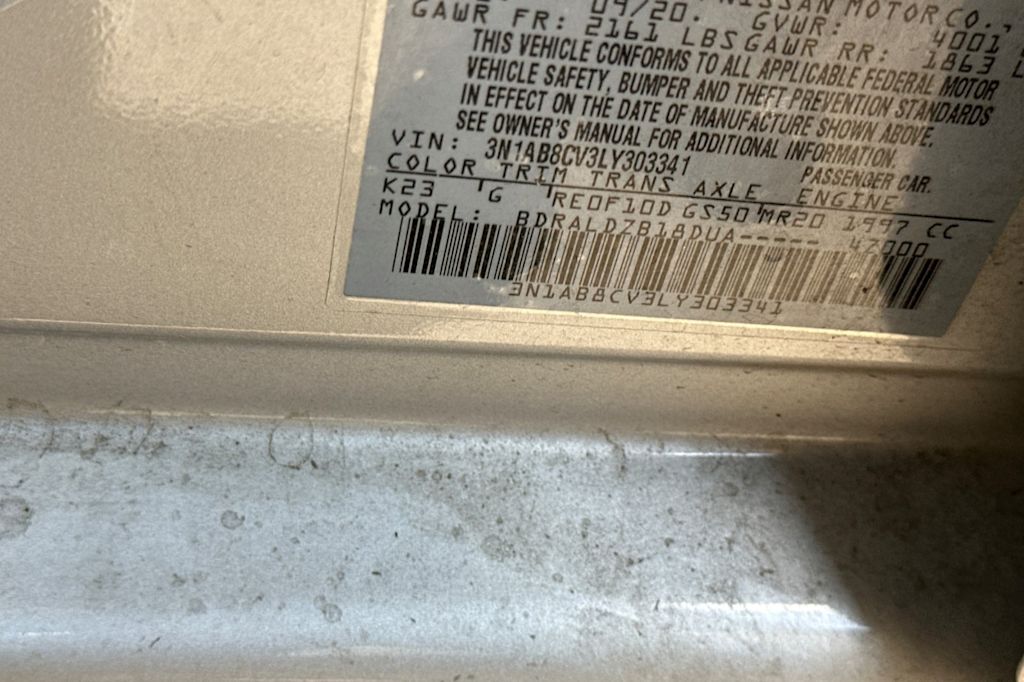 09/20. NISSAN MOTOR CO.,
GVWR: 4001
GAWR FR: 2161 LBS GAWR RR: 1863 L
THIS VEHICLE CONFORMS TO ALL APPLICABLE FEDERAL MOTOR
VEHICLE SAFETY, BUMPER AND THEFT PREVENTION STANDARDS
IN EFFECT ON THE DATE OF MANUFACTURE SHOWN ABOVE.
SEE OWNER'S MANUAL FOR ADDITIONAL INFORMATION.
VIN: 3N1AB8CV3LY303341 PASSENGER CAR.
COLOR TRIM TRANS AXLE ENGINE
K23 G RE0F10D GS50 MR20 1997 CC
MODEL: BDRALDZB18DUA----- 47000
3N1AB8CV3LY303341